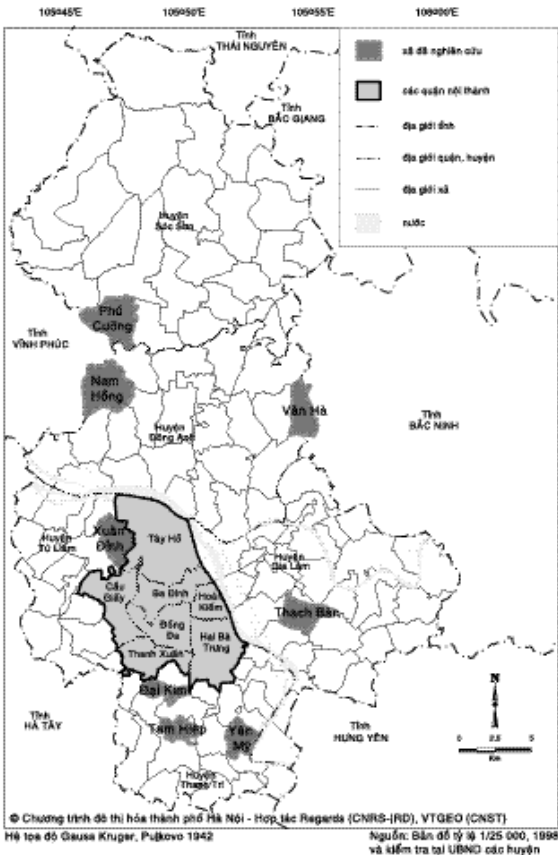 105°45'E 105°50'E 105°55'E 106°00'E
Tỉnh
THÁI NGUYÊN
Tỉnh
BẮC GIANG
xã đã nghiên cứu
các quận nội thành
địa giới tỉnh
địa giới quận, huyện
địa giới xã
nước
Huyện
Sóc Sơn
Phú
Cường
Tỉnh
VĨNH PHÚC
Nam
Hồng
Vân Hà
Tỉnh
BẮC NINH
Huyện
Đông Anh
Xuân
Đỉnh
Huyện
Từ Liêm
Tây Hồ
Huyện
Gia Lâm
Cầu
Giấy
Ba Đình
Hoàn
Kiếm
Thạch Bàn
Đống
Đa
Hai Bà
Trưng
Thanh Xuân
Đại Kim
Tỉnh
HÀ TÂY
Tam Hiệp
Yên
Mỹ
Tỉnh
HƯNG YÊN
N
0 2.5 5
Km
Huyện
Thanh Trì
© Chương trình đô thị hóa thành phố Hà Nội - Hợp tác Regards (CNRS-IRD), VTGEO (CNST)
Hệ tọa độ Gauss Kruger, Pulkovo 1942
Nguồn: Bản đồ tỷ lệ 1/25 000, 1998
và kiểm tra tại UBND các huyện